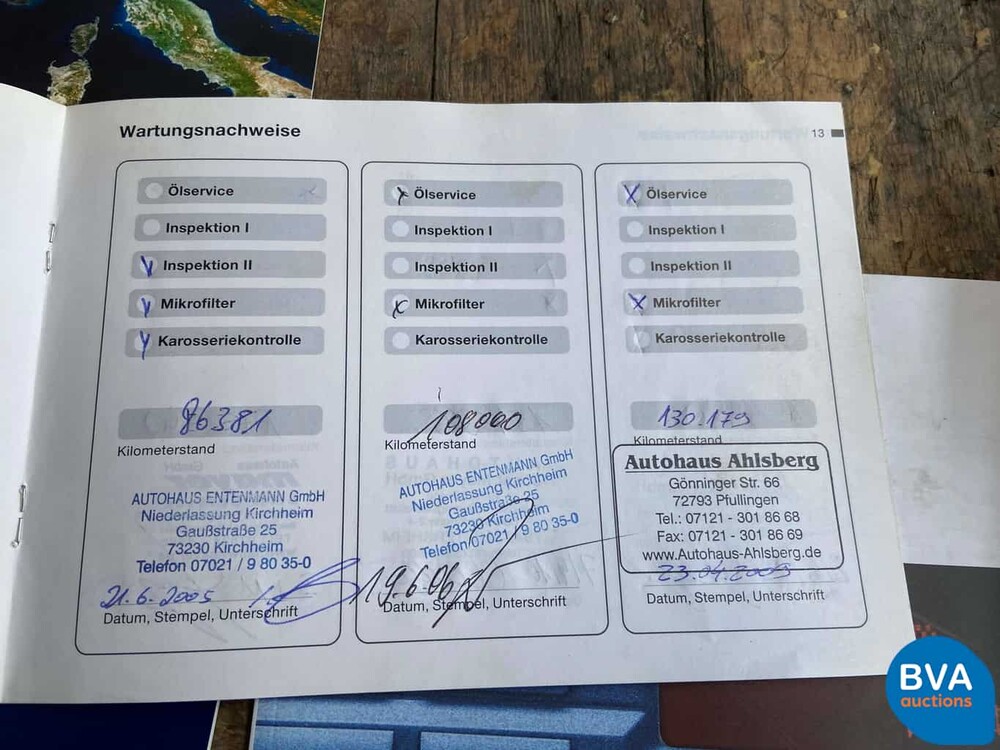 Wartungsnachweise
13
Ölservice
Inspektion I
Inspektion II
Mikrofilter
Karosseriekontrolle
86381
Kilometerstand
AUTOHAUS ENTENMANN GmbH
Niederlassung Kirchheim
Gaußstraße 25
73230 Kirchheim
Telefon 07021 / 9 80 35-0
21.6.2005
Datum, Stempel, Unterschrift
Ölservice
Inspektion I
Inspektion II
Mikrofilter
Karosseriekontrolle
108000
Kilometerstand
AUTOHAUS ENTENMANN GmbH
Niederlassung Kirchheim
Gaußstraße 25
73230 Kirchheim
Telefon 07021 / 9 80 35-0
19.6.06
Datum, Stempel, Unterschrift
Ölservice
Inspektion I
Inspektion II
Mikrofilter
Karosseriekontrolle
130.179
Kilometerstand
Autohaus Ahlsberg
Gönninger Str. 66
72793 Pfullingen
Tel.: 07121 - 301 86 68
Fax: 07121 - 301 86 69
www.Autohaus-Ahlsberg.de
23.04.2009
Datum, Stempel, Unterschrift
BVA
auctions